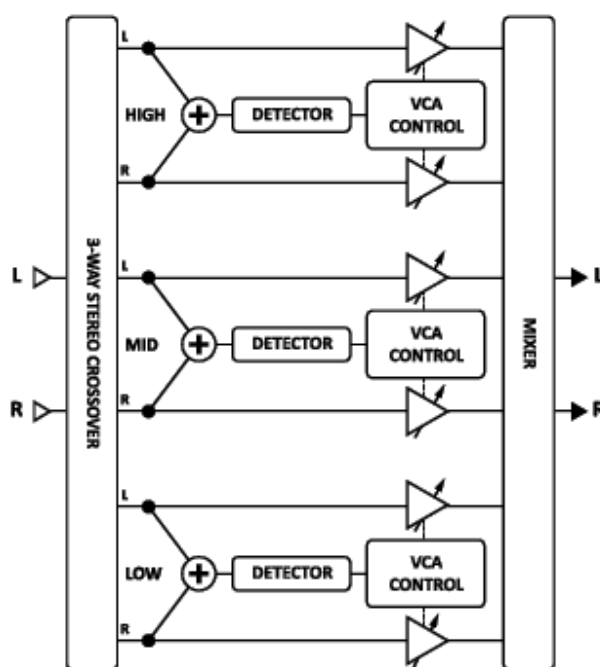 L
HIGH
+
DETECTOR
VCA
CONTROL
R
3-WAY STEREO CROSSOVER
L
L
L
MID
+
DETECTOR
VCA
CONTROL
MIXER
R
R
R
L
LOW
+
DETECTOR
VCA
CONTROL
R